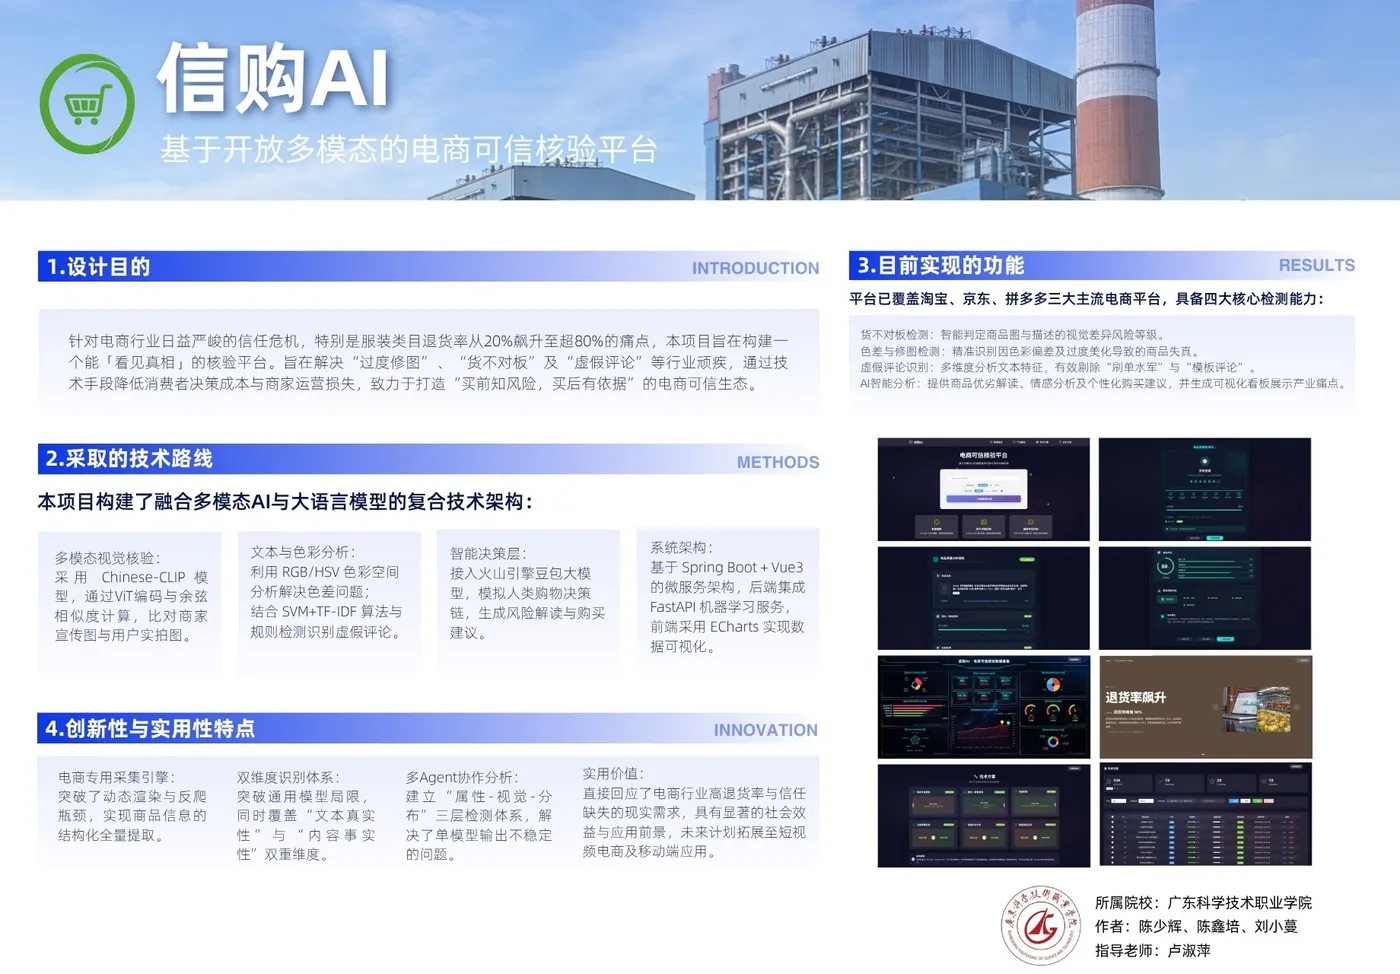 信购AI
基于开放多模态的电商可信核验平台
1.设计目的
INTRODUCTION
针对电商行业日益严峻的信任危机，特别是服装类目退货率从20%飙升至超80%的痛点，本项目旨在构建一
个能「看见真相」的核验平台。旨在解决“过度修图”、“货不对板”及“虚假评论”等行业顽疾，通过技
术手段降低消费者决策成本与商家运营损失，致力于打造“买前知风险，买后有依据”的电商可信生态。
2.采取的技术路线
METHODS
本项目构建了融合多模态AI与大语言模型的复合技术架构：
多模态视觉核验：
采用 Chinese-CLIP 模
型，通过ViT编码与余弦
相似度计算，比对商家
宣传图与用户实拍图。
文本与色彩分析：
利用 RGB/HSV 色彩空间
分析解决色差问题；
结合 SVM+TF-IDF 算法与
规则检测识别虚假评论。
智能决策层：
接入火山引擎豆包大模
型，模拟人类购物决策
链，生成风险解读与购买
建议。
系统架构：
基于 Spring Boot + Vue3
的微服务架构，后端集成
FastAPI 机器学习服务，
前端采用 ECharts 实现数
据可视化。
4.创新性与实用性特点
INNOVATION
电商专用采集引擎：
突破了动态渲染与反爬
瓶颈，实现商品信息的
结构化全量提取。
双维度识别体系：
突破通用模型局限，
同时覆盖“文本真实
性”与“内容事实
性”双重维度。
多Agent协作分析：
建立“属性-视觉-分
布”三层检测体系，解
决了单模型输出不稳定
的问题。
实用价值：
直接回应了电商行业高退货率与信任
缺失的现实需求，具有显著的社会效
益与应用前景，未来计划拓展至短视
频电商及移动端应用。
3.目前实现的功能
RESULTS
平台已覆盖淘宝、京东、拼多多三大主流电商平台，具备四大核心检测能力：
货不对板检测：智能判定商品图与描述的视觉差异风险等级。
色差与修图检测：精准识别因色彩偏差及过度美化导致的商品失真。
虚假评论识别：多维度分析文本特征，有效剔除“刷单水军”与“模板评论”。
AI智能分析：提供商品优劣解读、情感分析及个性化购买建议，并生成可视化看板展示产业痛点。
电商可信核验平台
退货率飙升
技术方案
所属院校：广东科学技术职业学院
作者：陈少辉、陈鑫培、刘小蔓
指导老师：卢淑萍